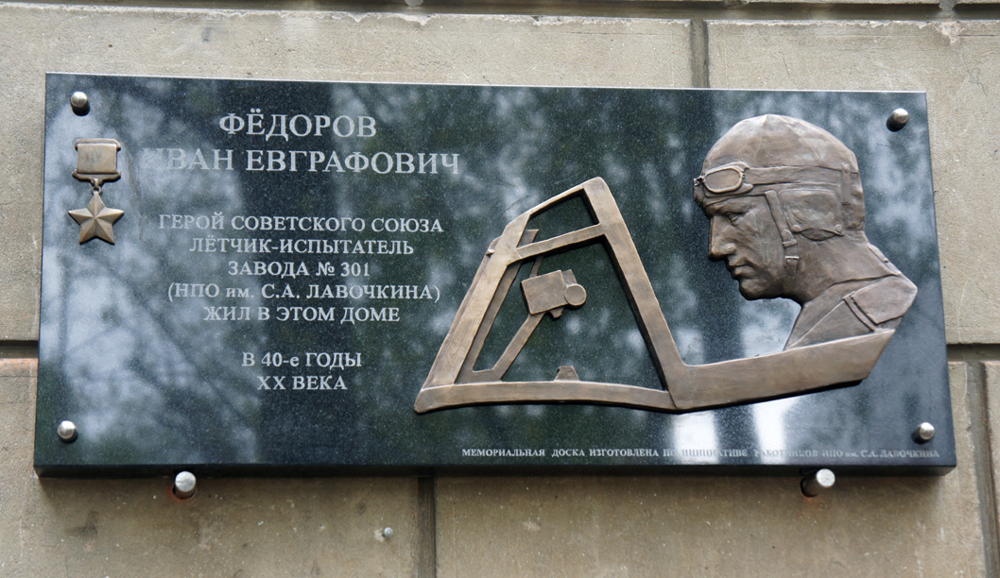 ФЁДОРОВ
ИВАН ЕВГРАФОВИЧ
ГЕРОЙ СОВЕТСКОГО СОЮЗА
ЛЁТЧИК-ИСПЫТАТЕЛЬ
ЗАВОДА № 301
(НПО им. С.А. ЛАВОЧКИНА)
ЖИЛ В ЭТОМ ДОМЕ
В 40-е ГОДЫ
XX ВЕКА
МЕМОРИАЛЬНАЯ ДОСКА ИЗГОТОВЛЕНА ПО ИНИЦИАТИВЕ РАБОТНИКОВ НПО им. С.А. ЛАВОЧКИНА